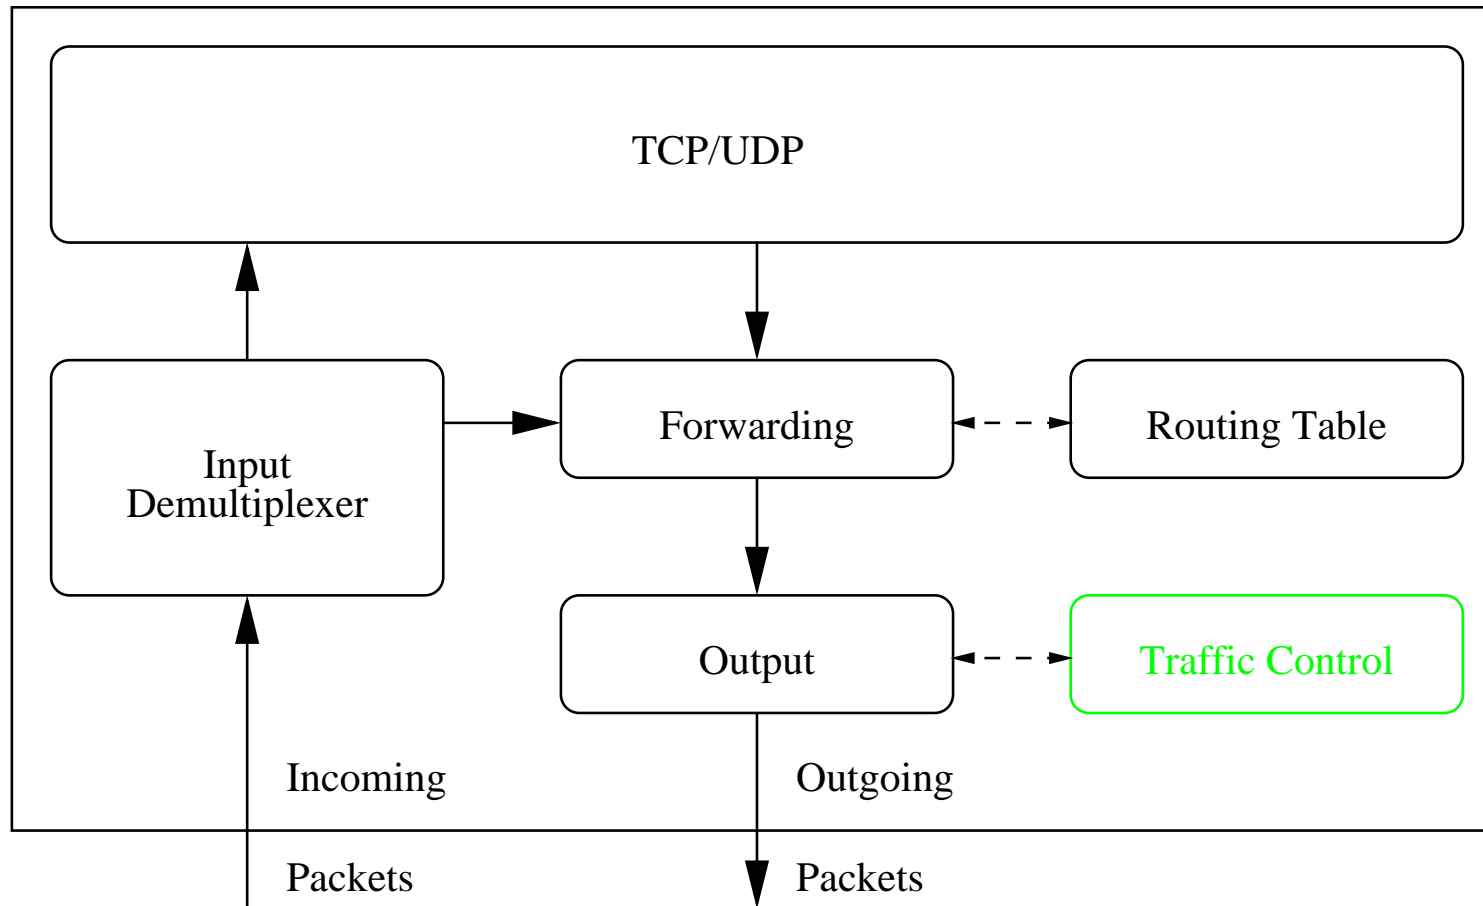 TCP/UDP
Forwarding
Routing Table
Input
Demultiplexer
Output
Traffic Control
Incoming
Outgoing
Packets
Packets